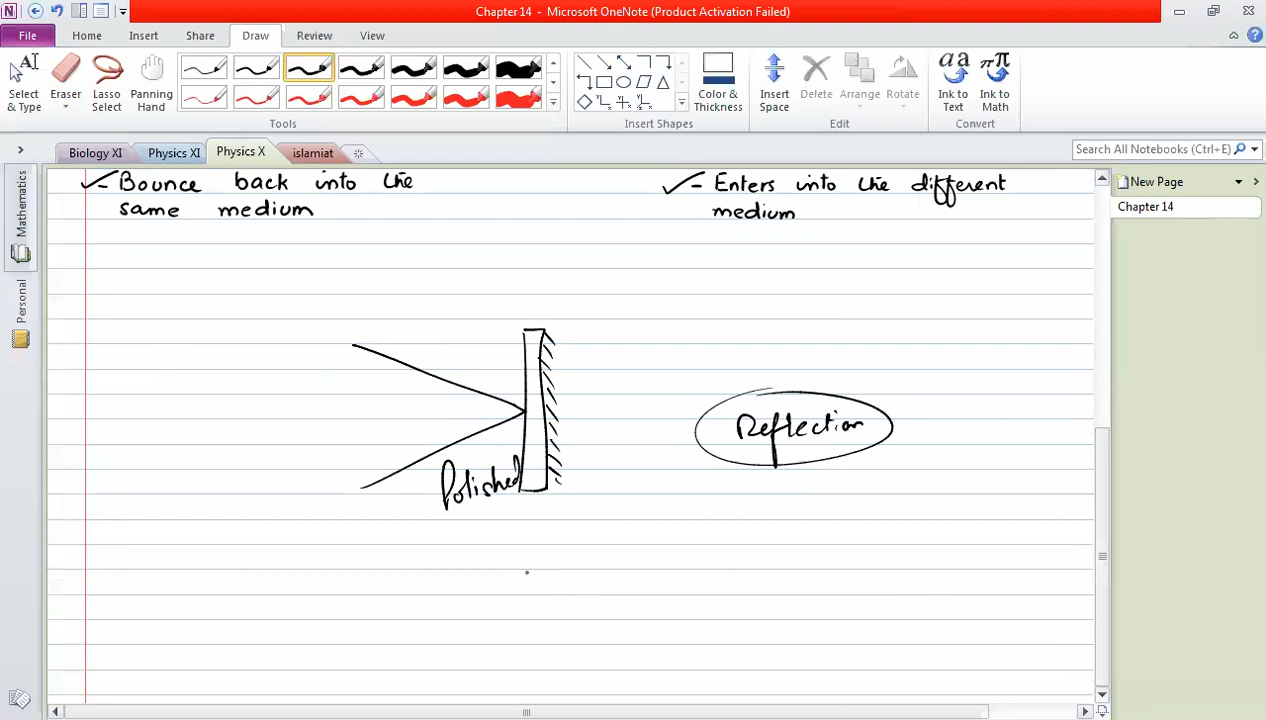 Chapter 14 - Microsoft OneNote (Product Activation Failed)
File Home Insert Share Draw Review View
Select & Type
Eraser
Lasso Select
Panning Hand
Color & Thickness
Insert Space
Delete
Arrange
Rotate
Ink to Text
Ink to Math
Tools
Insert Shapes
Edit
Convert
Biology XI Physics XI Physics X islamiat
Search All Notebooks (Ctrl+E)
Mathematics
Personal
New Page
Chapter 14
- Bounce back into the
same medium
- Enters into the different
medium
Polished
Reflection